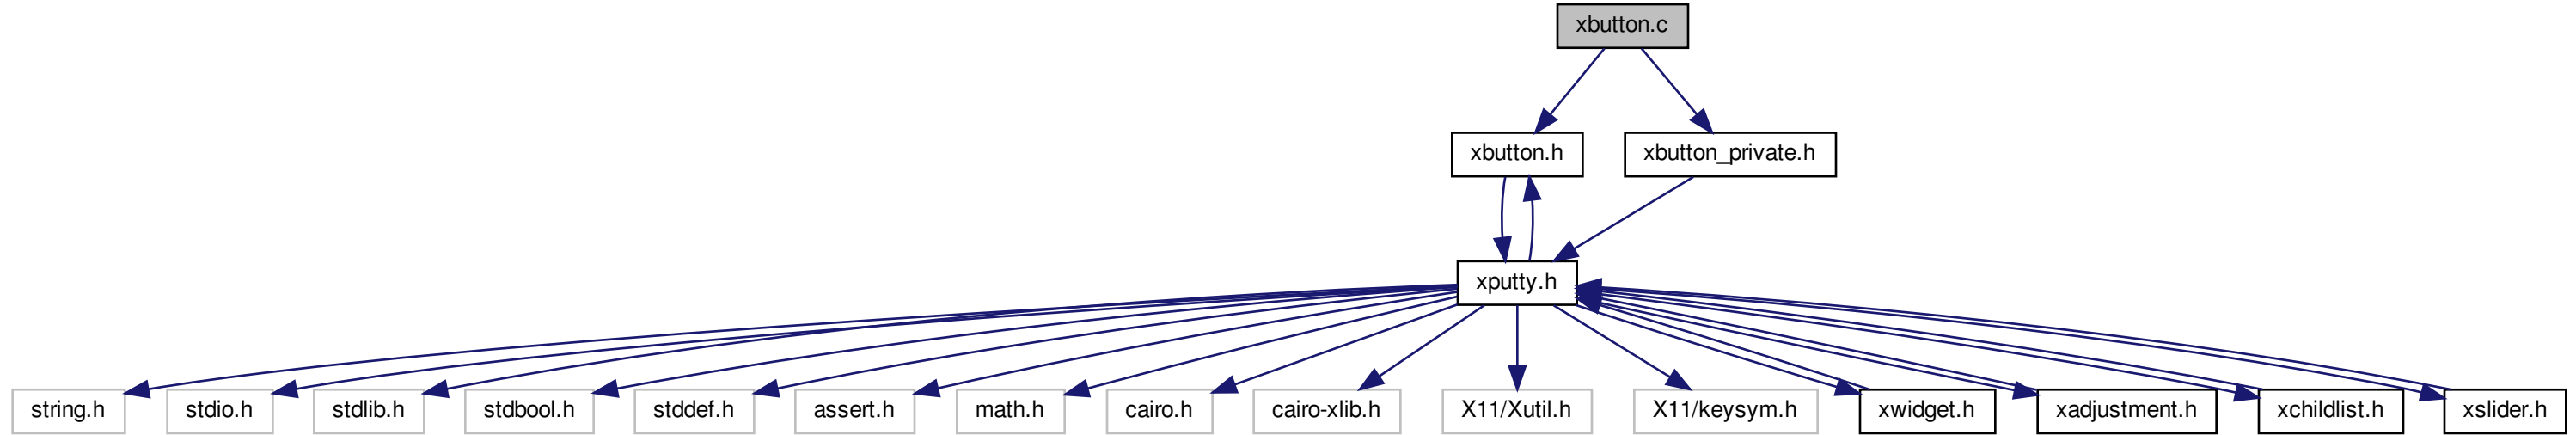 xbutton.c
xbutton.h
xbutton_private.h
xputty.h
string.h
stdio.h
stdlib.h
stdbool.h
stddef.h
assert.h
math.h
cairo.h
cairo-xlib.h
X11/Xutil.h
X11/keysym.h
xwidget.h
xadjustment.h
xchildlist.h
xslider.h